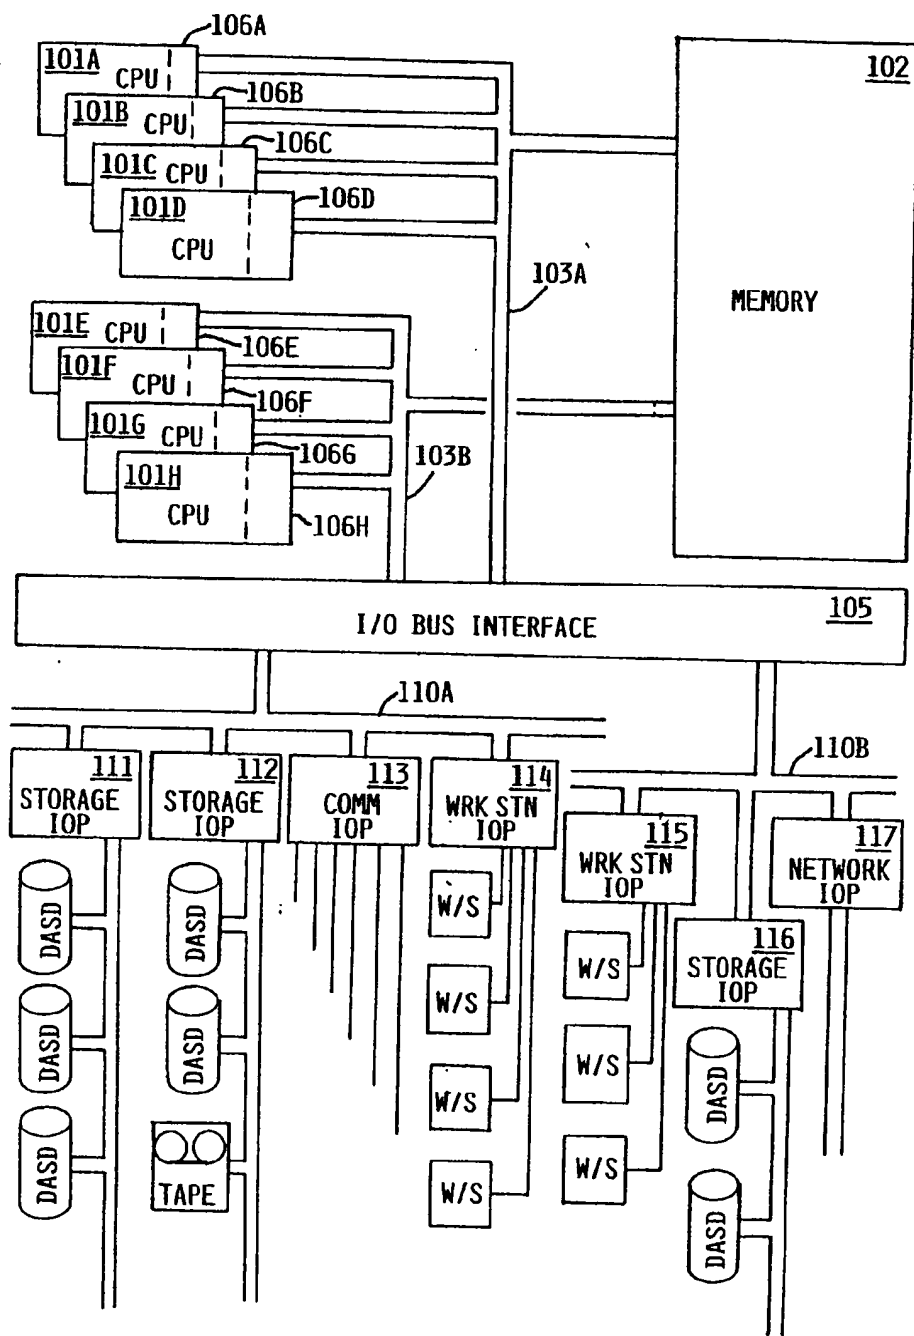 106A
101A
CPU
106B
101B
CPU
106C
101C
CPU
106D
101D
CPU
102
MEMORY
103A
101E
CPU
106E
101F
CPU
106F
101G
CPU
106G
101H
CPU
106H
103B
105
I/O BUS INTERFACE
110A
110B
111
STORAGE
IOP
112
STORAGE
IOP
113
COMM
IOP
114
WRK STN
IOP
115
WRK STN
IOP
116
STORAGE
IOP
117
NETWORK
IOP
DASD
DASD
DASD
DASD
DASD
TAPE
W/S
W/S
W/S
W/S
W/S
W/S
W/S
DASD
DASD